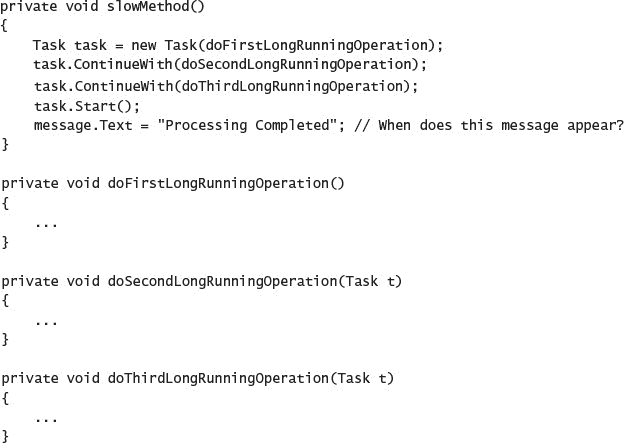 private void slowMethod()
{
    Task task = new Task(doFirstLongRunningOperation);
    task.ContinueWith(doSecondLongRunningOperation);
    task.ContinueWith(doThirdLongRunningOperation);
    task.Start();
    message.Text = "Processing Completed"; // When does this message appear?
}

private void doFirstLongRunningOperation()
{
    ...
}

private void doSecondLongRunningOperation(Task t)
{
    ...
}

private void doThirdLongRunningOperation(Task t)
{
    ...
}